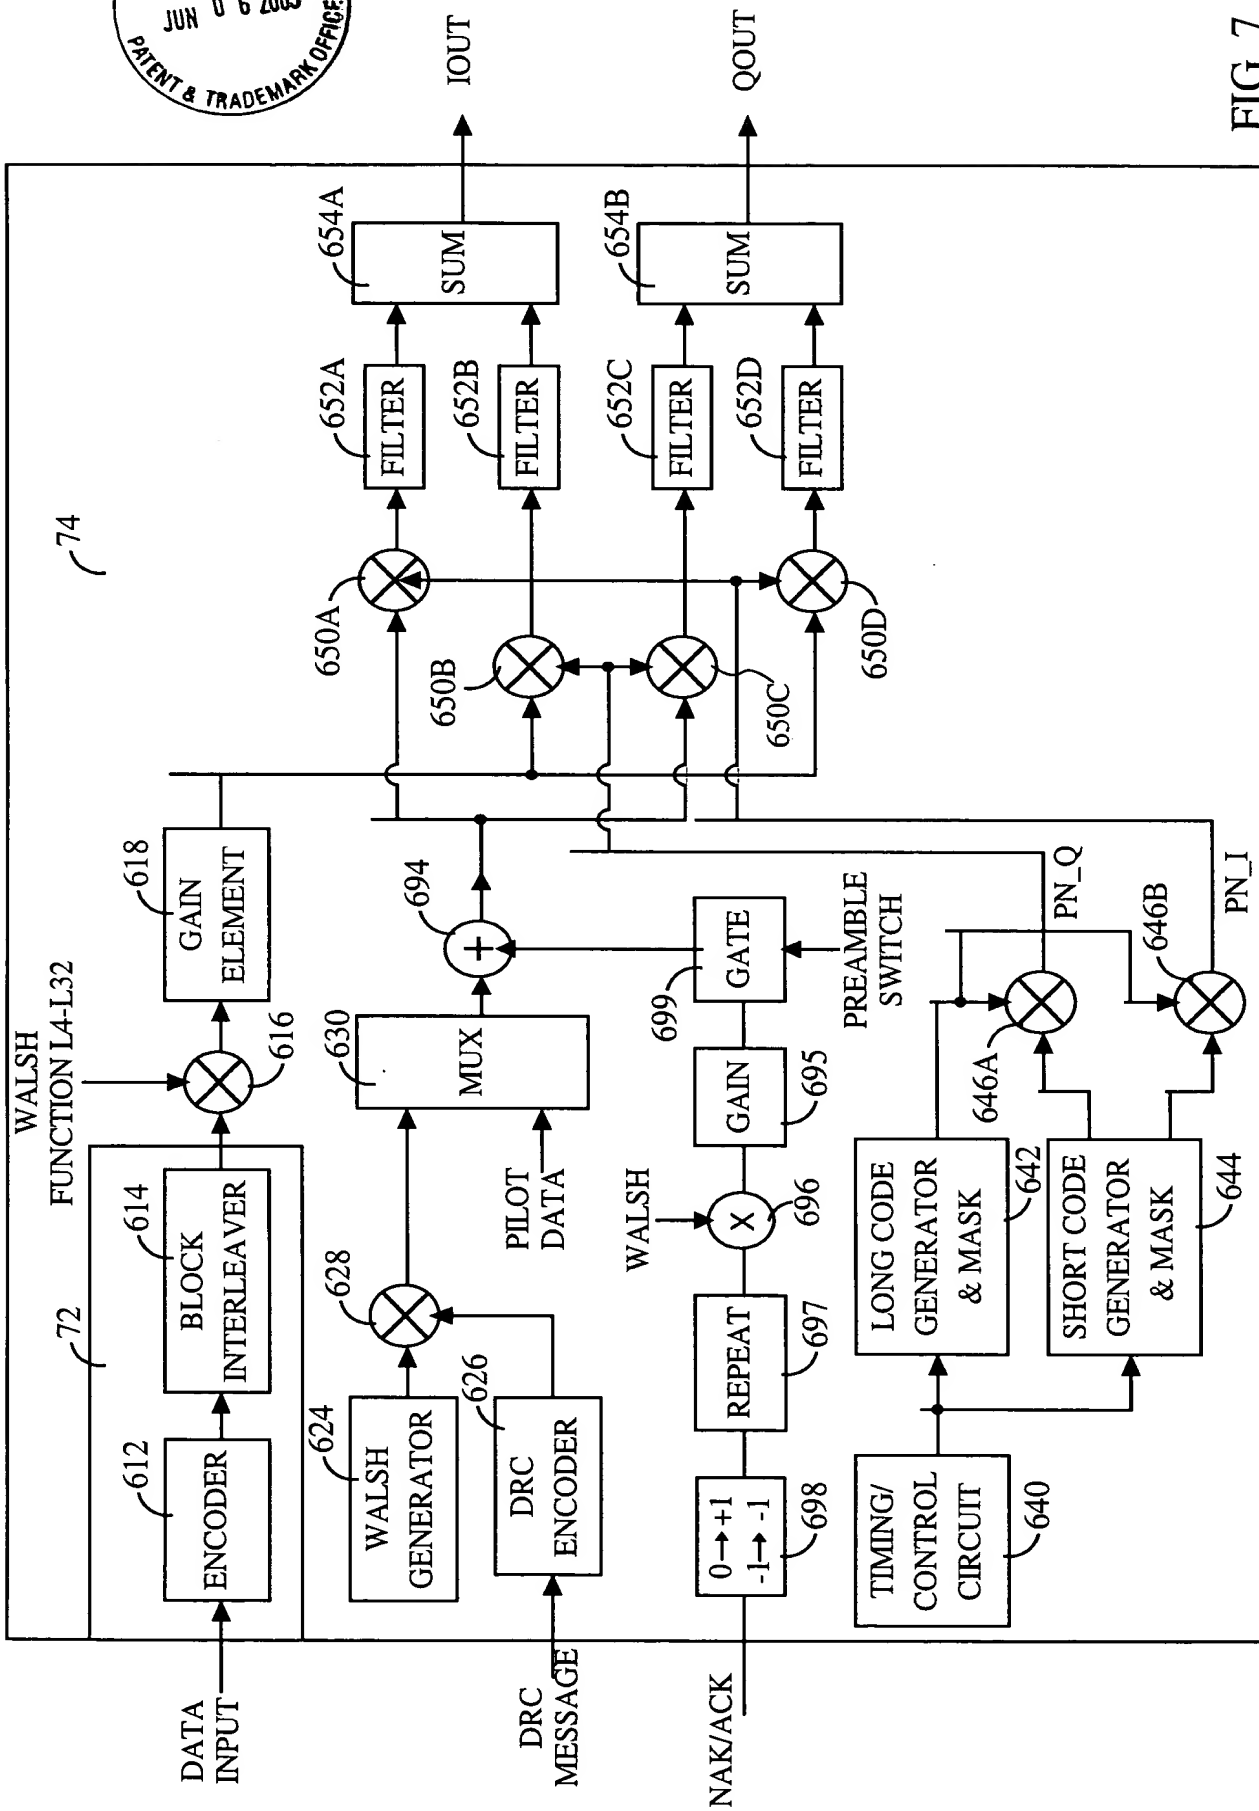 JUN 0 6 2005
PATENT & TRADEMARK OFFICE
FIG. 7
DATA
INPUT
72
612
ENCODER
614
BLOCK
INTERLEAVER
WALSH
FUNCTION L4-L32
616
618
GAIN
ELEMENT
74
624
WALSH
GENERATOR
628
DRC
MESSAGE
626
DRC
ENCODER
PILOT
DATA
630
MUX
694
NAK/ACK
0→+1
-1→ -1
698
REPEAT
697
WALSH
X
696
GAIN
695
GATE
699
PREAMBLE
SWITCH
TIMING/
CONTROL
CIRCUIT
640
LONG CODE
GENERATOR
& MASK
642
SHORT CODE
GENERATOR
& MASK
644
646A
646B
PN_Q
PN_I
650A
650B
650C
650D
652A
FILTER
652B
FILTER
652C
FILTER
652D
FILTER
654A
SUM
654B
SUM
IOUT
QOUT